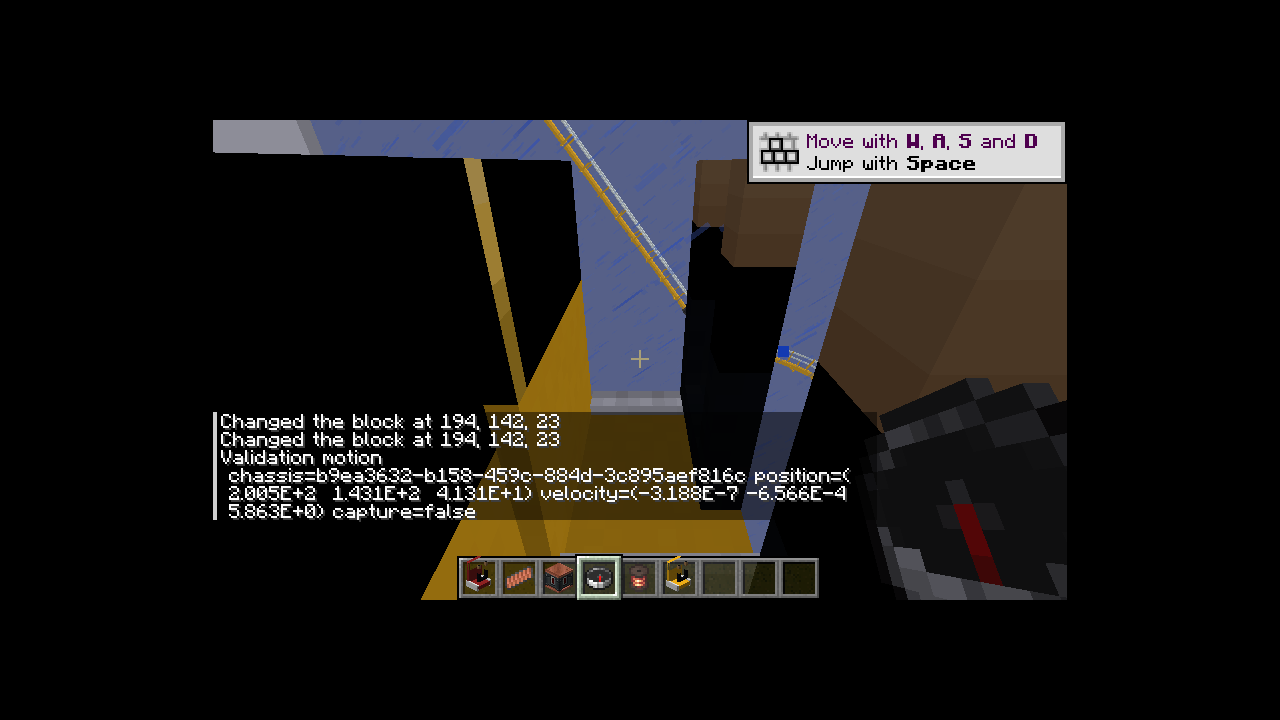 Move with W, A, S and D
Jump with Space
Changed the block at 194, 142, 23
Changed the block at 194, 142, 23
Validation motion
chassis=b9ea3632-b158-459c-884d-3c895aef816c position=(
2.005E+2 1.431E+2 4.131E+1) velocity=(-3.188E-7 -6.566E-4
5.863E+0) capture=false